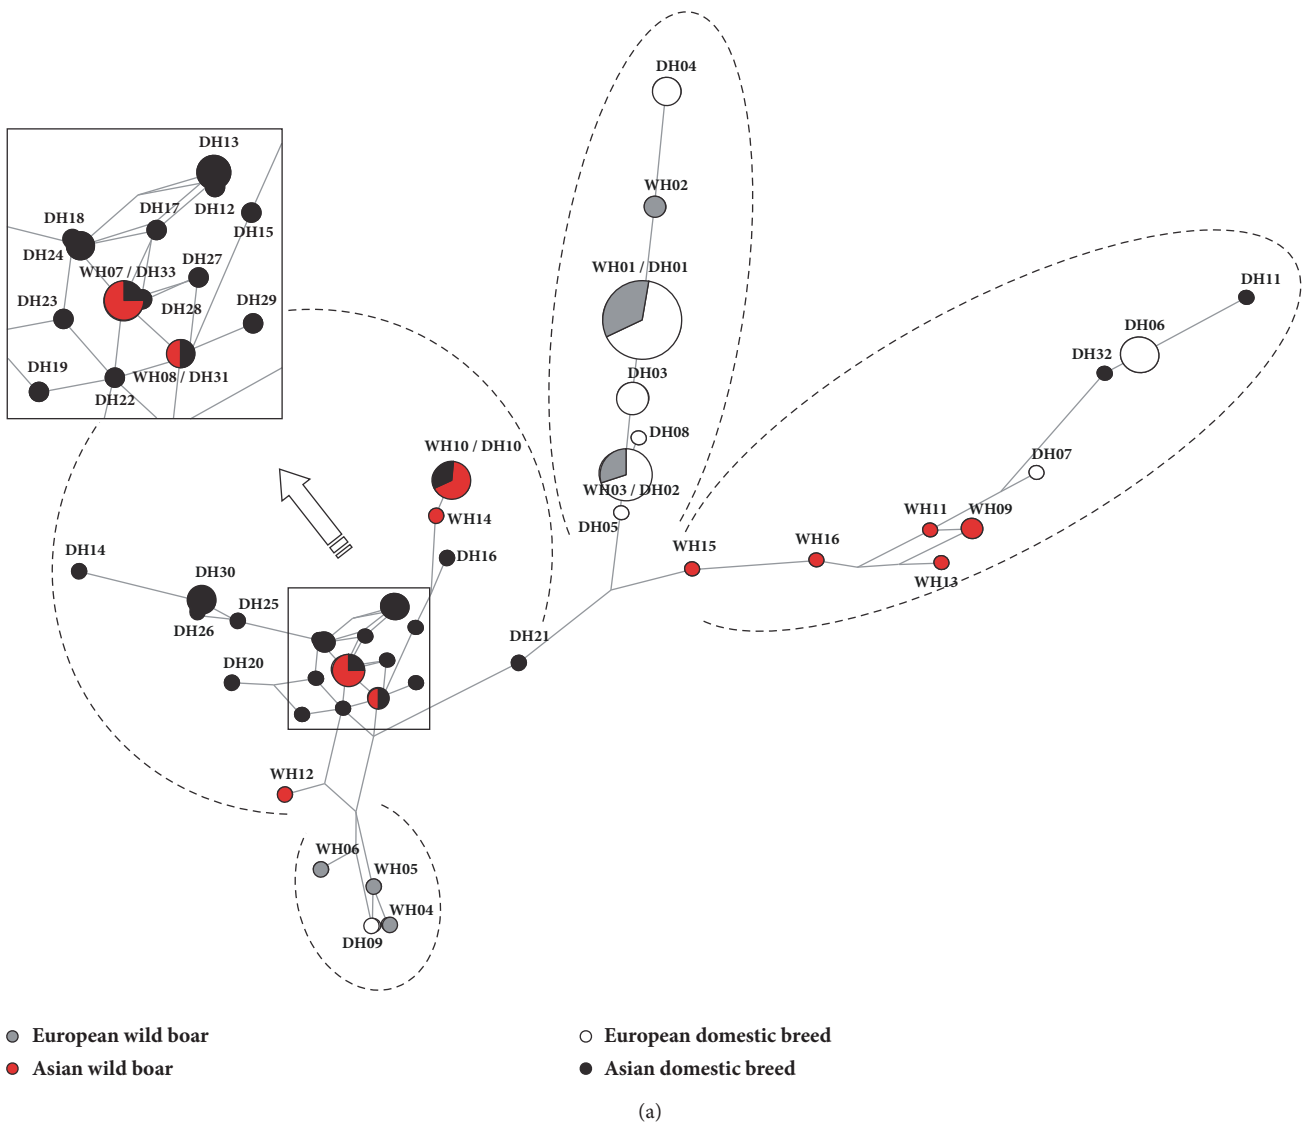 DH04
DH13
WH02
DH17
DH12
DH18
DH15
DH24
DH27
WH07 / DH33
WH01 / DH01
DH11
DH23
DH28
DH29
DH06
DH32
DH19
WH08 / DH31
DH22
DH03
DH08
WH10 / DH10
DH07
WH03 / DH02
WH14
DH05
WH11
WH09
DH14
DH16
WH15
WH16
DH30
WH13
DH25
DH26
DH21
DH20
WH12
WH06
WH05
WH04
DH09
European wild boar
European domestic breed
Asian wild boar
Asian domestic breed
(a)